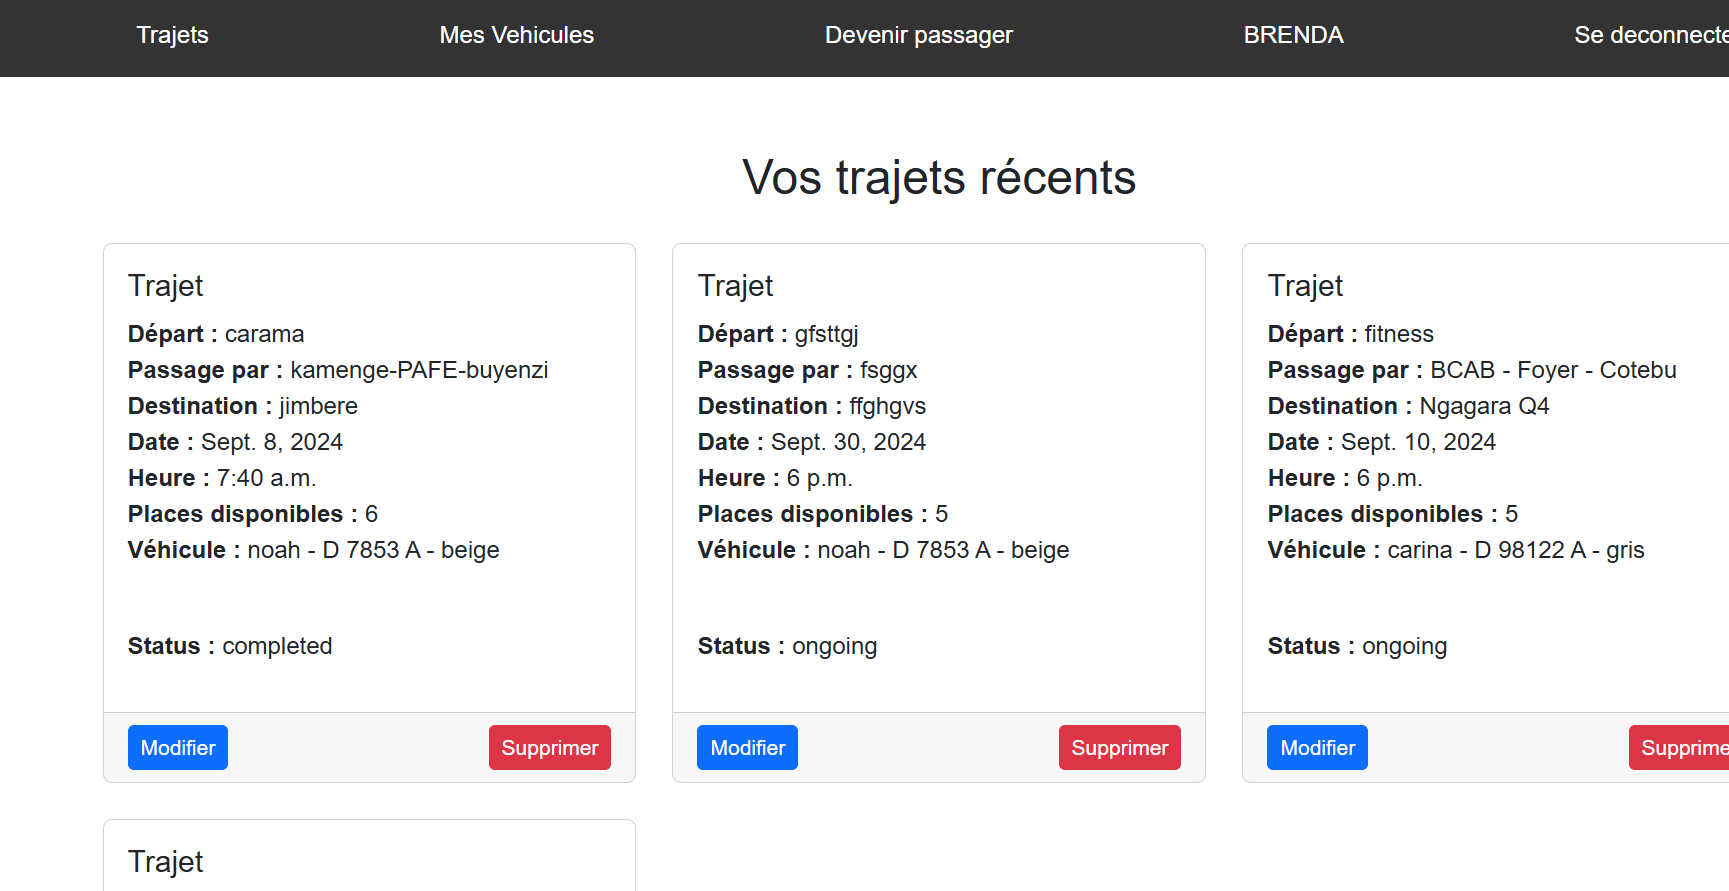 Trajets
Mes Vehicules
Devenir passager
BRENDA
Se deconnecte
Vos trajets récents
Trajet
Départ : carama
Passage par : kamenge-PAFE-buyenzi
Destination : jimbere
Date : Sept. 8, 2024
Heure : 7:40 a.m.
Places disponibles : 6
Véhicule : noah - D 7853 A - beige
Status : completed
Modifier
Supprimer
Trajet
Départ : gfsttgj
Passage par : fsggx
Destination : ffghgvs
Date : Sept. 30, 2024
Heure : 6 p.m.
Places disponibles : 5
Véhicule : noah - D 7853 A - beige
Status : ongoing
Modifier
Supprimer
Trajet
Départ : fitness
Passage par : BCAB - Foyer - Cotebu
Destination : Ngagara Q4
Date : Sept. 10, 2024
Heure : 6 p.m.
Places disponibles : 5
Véhicule : carina - D 98122 A - gris
Status : ongoing
Modifier
Supprime
Trajet